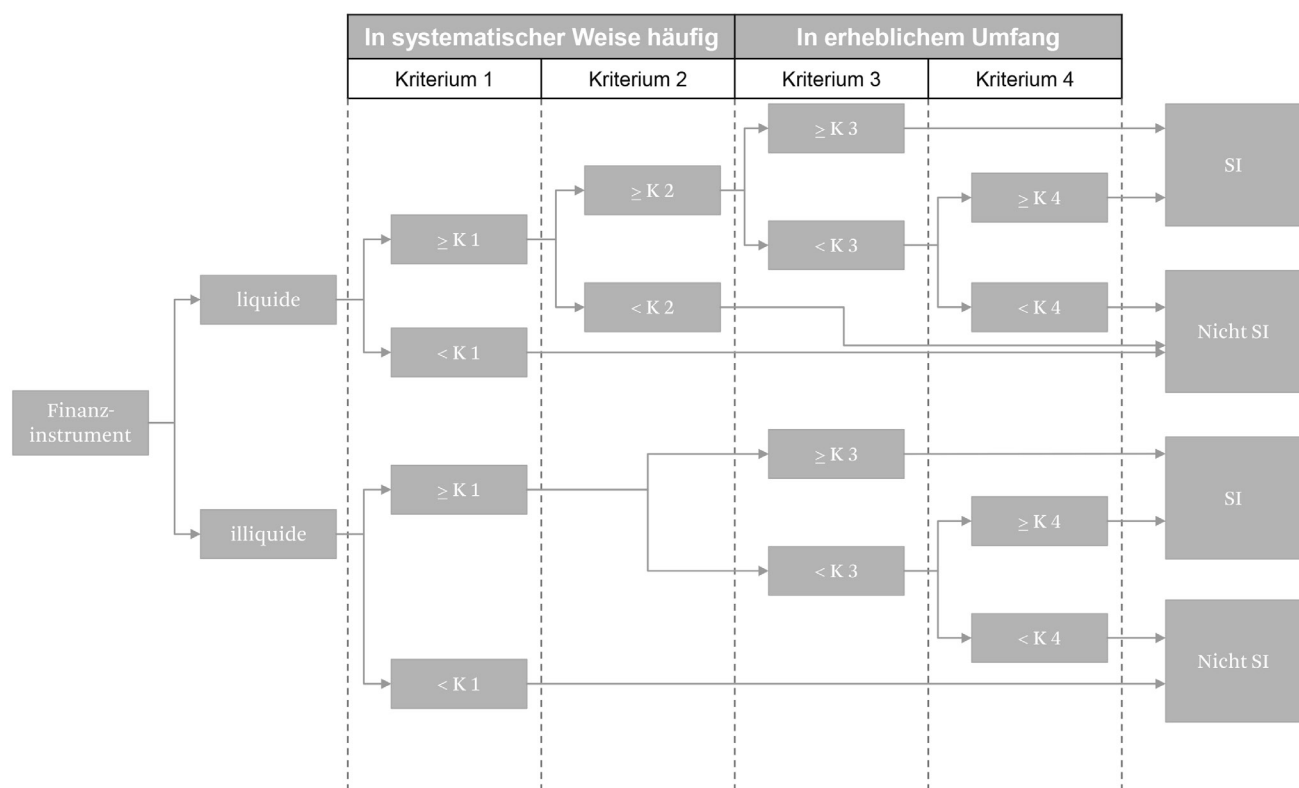 In systematischer Weise häufig
In erheblichem Umfang
Kriterium 1
Kriterium 2
Kriterium 3
Kriterium 4
≥ K 3
SI
≥ K 2
≥ K 4
≥ K 1
< K 3
liquide
< K 2
< K 4
Nicht SI
< K 1
Finanz-
instrument
≥ K 3
≥ K 1
SI
≥ K 4
illiquide
< K 3
< K 4
Nicht SI
< K 1